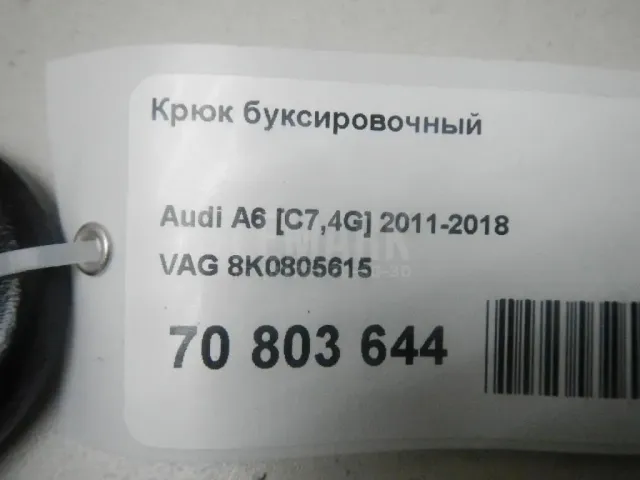 Крюк буксировочный
Audi A6 [C7,4G] 2011-2018
VAG 8K0805615
70 803 644